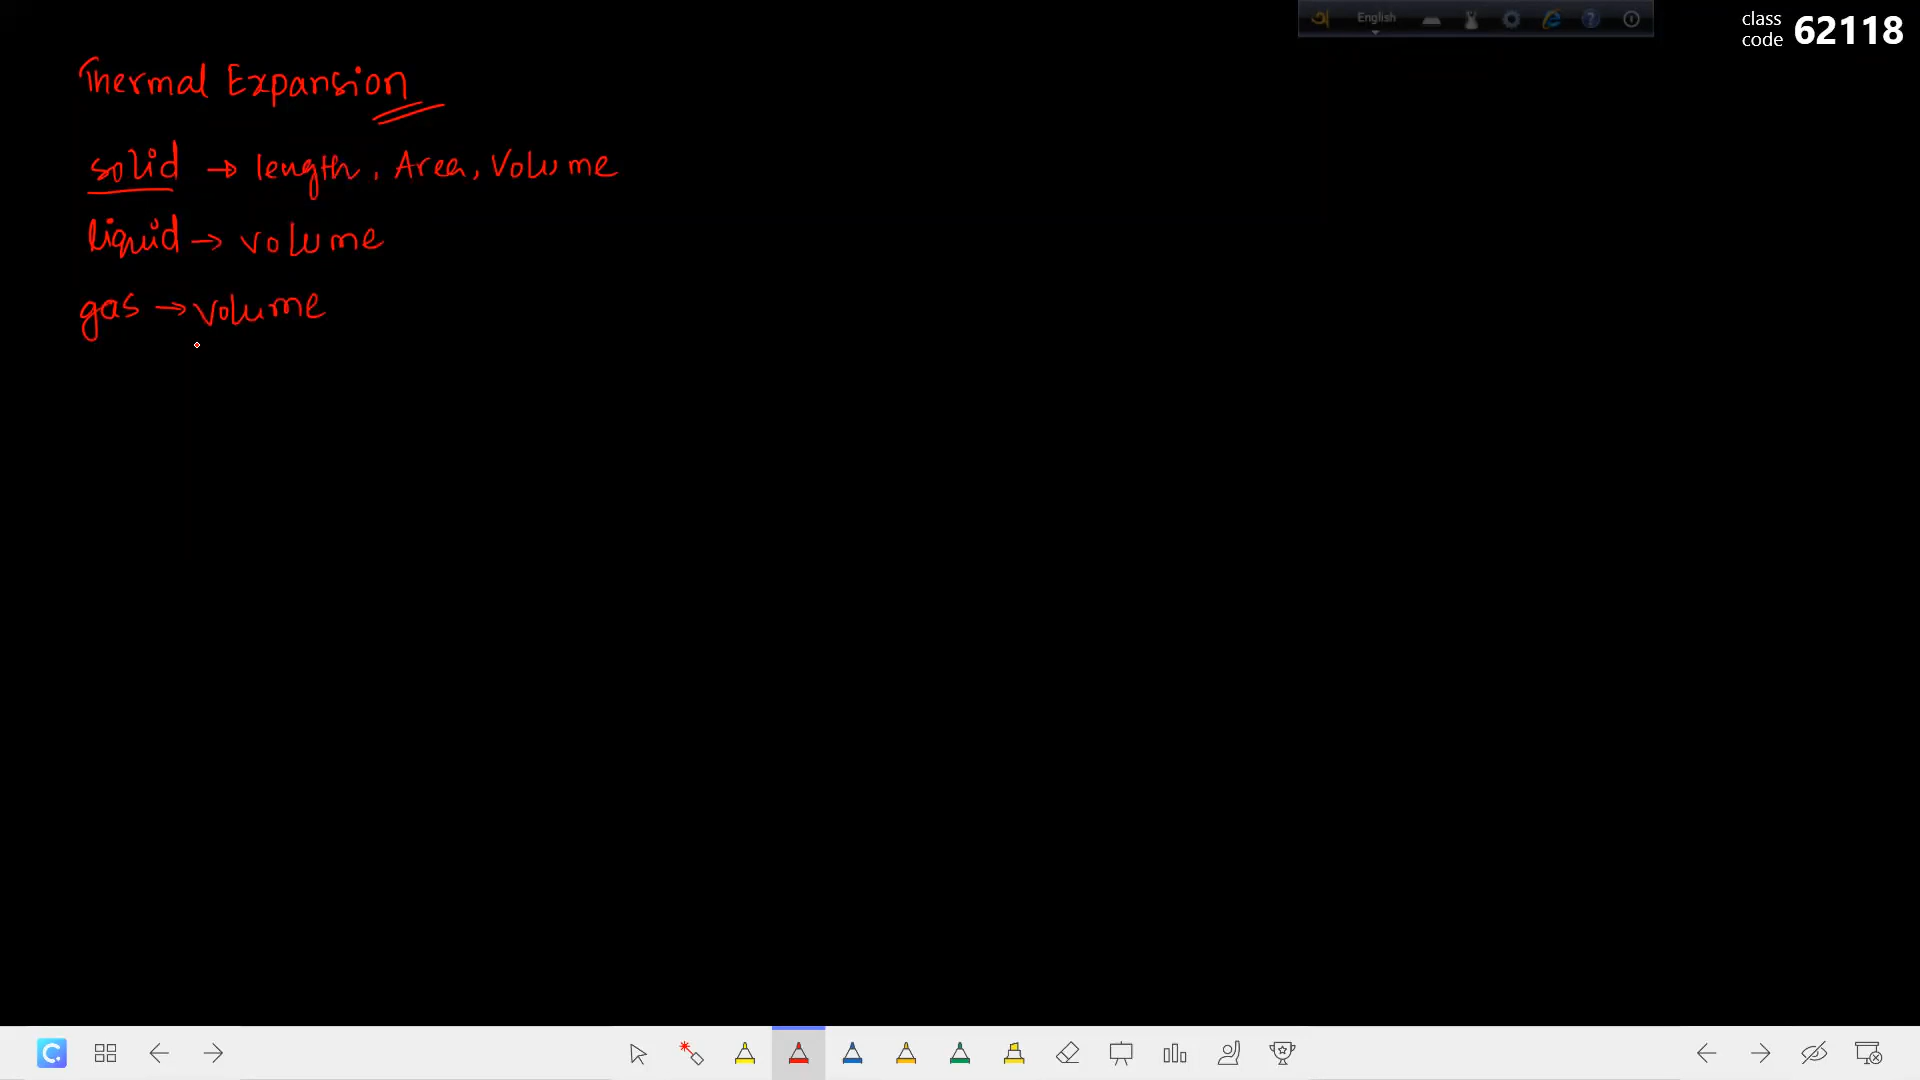 English
class
code 62118
Thermal Expansion
solid → length, Area, Volume
liquid → volume
gas → volume